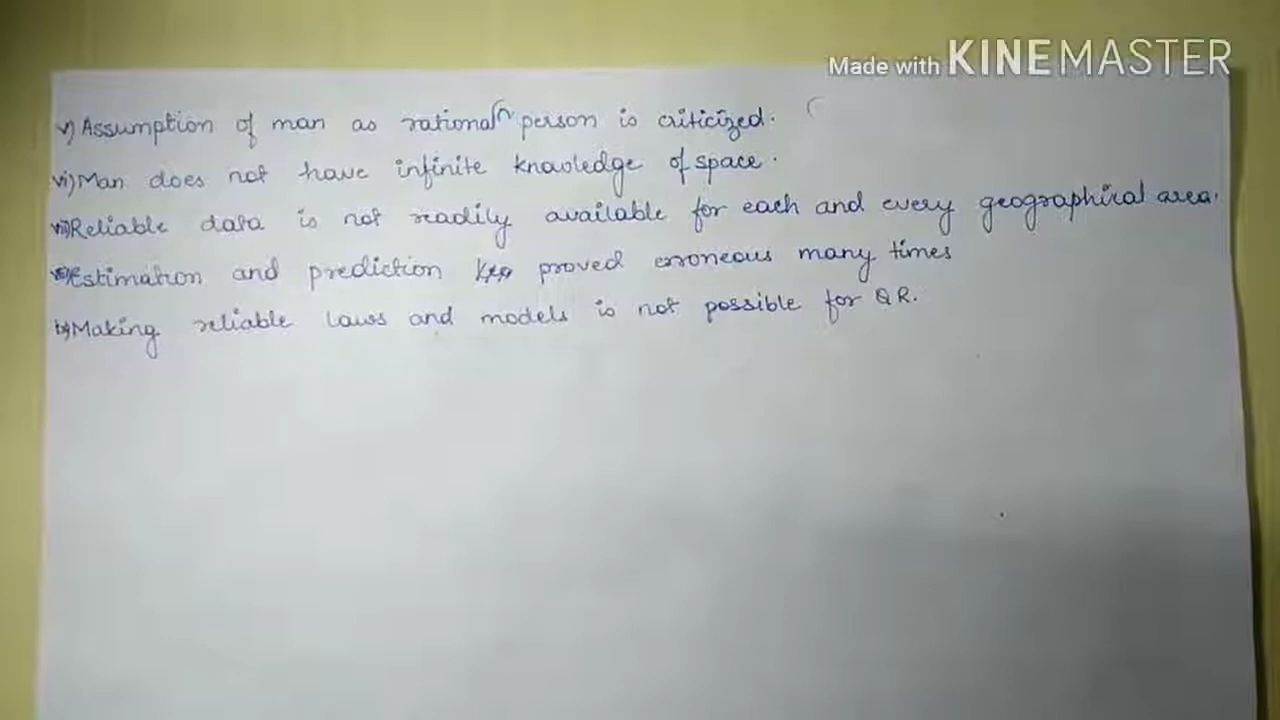 Made with KINEMASTER
v) Assumption of man as rational person is criticized.
vi) Man does not have infinite knowledge of space.
vii) Reliable data is not readily available for each and every geographical area.
viii) Estimation and prediction proved erroneous many times
ix) Making reliable laws and models is not possible for QR.